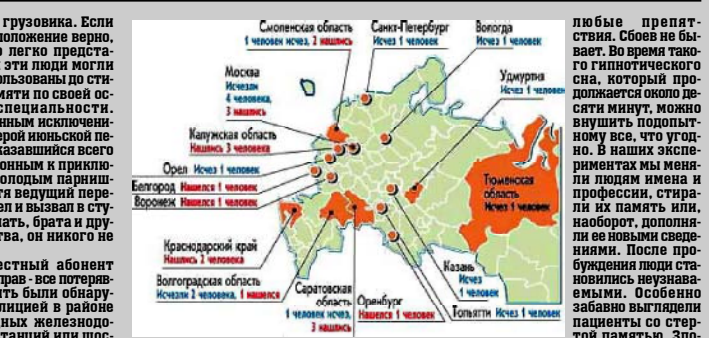 грузовика. Если
положение верно,
легко предста-
эти люди могли
пользованы до сти-
мяти по своей ос-
специальности.
нным исключени-
ерой июньской пе-
казавшийся всего
онным к приклю-
олодым парниш-
тя ведущий пере-
ел и вызвал в сту-
мать, брата и дру-
тва, он никого не
естный абонент
прав - все потеряв-
ть были обнару-
лицией в районе
ных железнодо-
танций или шос-
Смоленская область
1 человек исчез, 2 нашлись
Санкт-Петербург
Исчез 1 человек
Вологда
Исчез 1 человек
Москва
Исчезли
4 человека,
3 нашлись
Удмуртия
Исчез 1 человек
Калужская область
Нашлись 3 человека
Орел Исчез 1 человек
Белгород Нашелся 1 человек
Воронеж Нашелся 1 человек
Тюменская
область
Исчез 1 человек
Краснодарский край
Нашлись 2 человека
Волгоградская область
Исчезли 2 человека, 1 нашелся
Саратовская
область
1 человек исчез,
3 нашлись
Оренбург
Нашелся 1 человек
Казань
Исчез
1 человек
Тольятти Исчез 1 человек
любые препят-
ствия. Сбоев не бы-
вает. Во время тако-
го гипнотического
сна, который про-
должается около де-
сяти минут, можно
внушить подопыт-
ному все, что угод-
но. В наших экспе-
риментах мы меня-
ли людям имена и
профессии, стира-
ли их память или,
наоборот, дополня-
ли ее новыми сведе-
ниями. После про-
буждения люди ста-
новились неузнава-
емыми. Особенно
забавно выглядели
пациенты со стер-
той памятью. Зло-